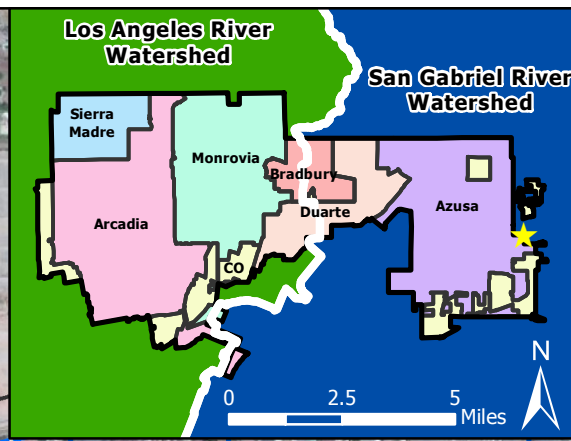 Los Angeles River
Watershed
San Gabriel River
Watershed
Sierra
Madre
Monrovia
Bradbury
Arcadia
Duarte
Azusa
CO
N
0 2.5 5
Miles